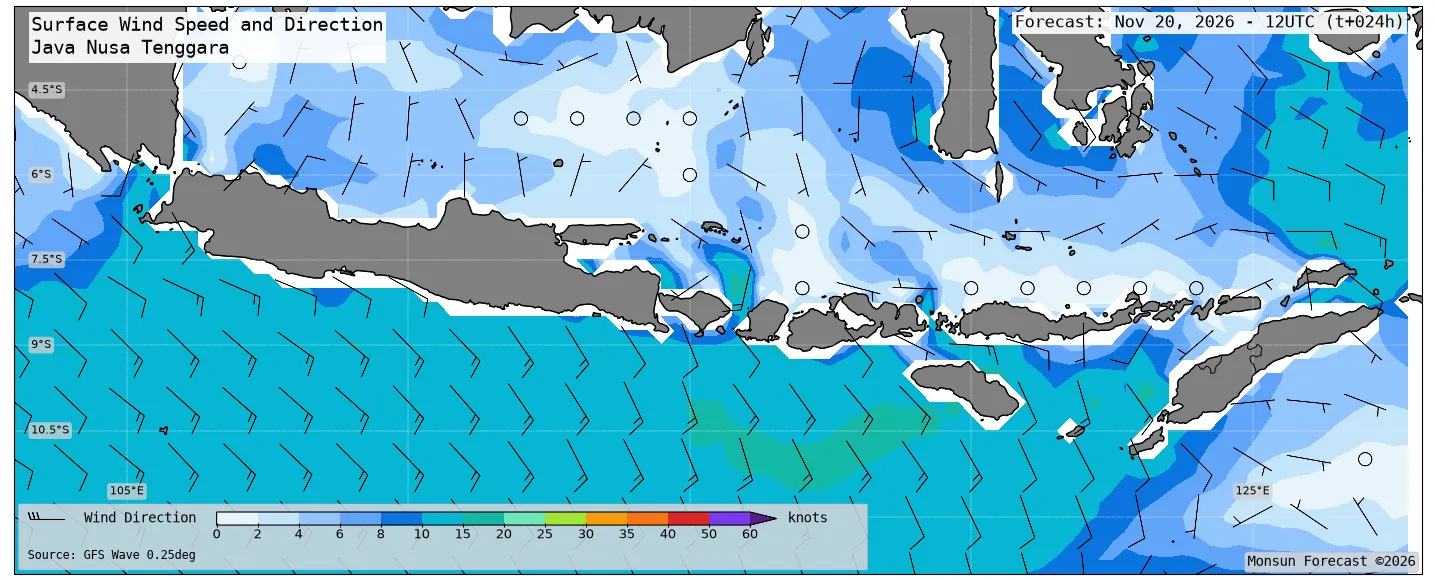 Surface Wind Speed and Direction
Java Nusa Tenggara
Forecast: Nov 20, 2026 - 12UTC (t+024h)
4.5°S
6°S
7.5°S
9°S
10.5°S
105°E
125°E
Wind Direction
0 2 4 6 8 10 15 20 25 30 35 40 50 60
knots
Source: GFS Wave 0.25deg
Monsun Forecast ©2026